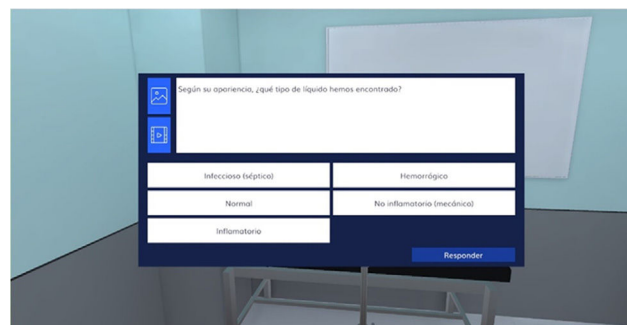 Según su apariencia, ¿qué tipo de líquido hemos encontrado?
Infeccioso (séptico)
Hemorrágico
Normal
No inflamatorio (mecánico)
Inflamatorio
Responder